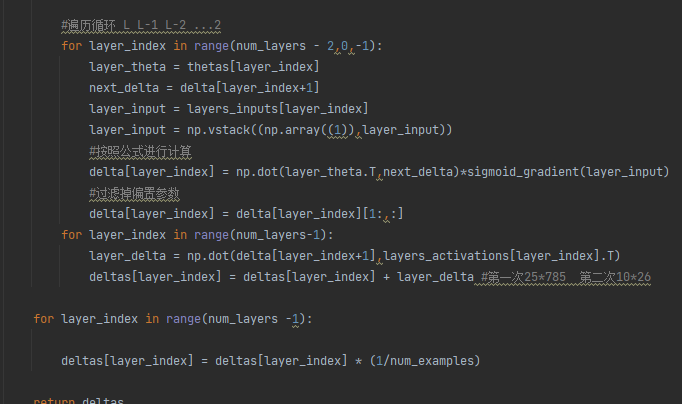 #遍历循环 L L-1 L-2 ...2
for layer_index in range(num_layers - 2,0,-1):
layer_theta = thetas[layer_index]
next_delta = delta[layer_index+1]
layer_input = layers_inputs[layer_index]
layer_input = np.vstack((np.array((1)),layer_input))
#按照公式进行计算
delta[layer_index] = np.dot(layer_theta.T,next_delta)*sigmoid_gradient(layer_input)
#过滤掉偏置参数
delta[layer_index] = delta[layer_index][1:,:]
for layer_index in range(num_layers-1):
layer_delta = np.dot(delta[layer_index+1],layers_activations[layer_index].T)
deltas[layer_index] = deltas[layer_index] + layer_delta #第一次25*785 第二次10*26
for layer_index in range(num_layers -1):
deltas[layer_index] = deltas[layer_index] * (1/num_examples)
return deltas